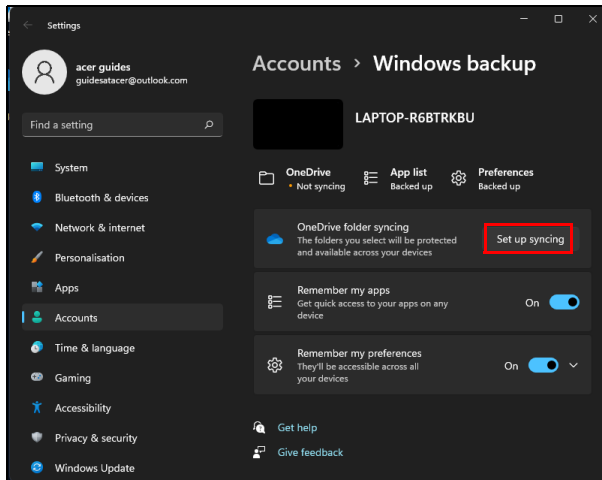 Settings
acer guides
guidesatacer@outlook.com
Find a setting
System
Bluetooth & devices
Network & internet
Personalisation
Apps
Accounts
Time & language
Gaming
Accessibility
Privacy & security
Windows Update
Accounts > Windows backup
LAPTOP-R6BTRKBU
OneDrive
• Not syncing
App list
Backed up
Preferences
Backed up
OneDrive folder syncing
The folders you select will be protected
and available across your devices
Set up syncing
Remember my apps
Get quick access to your apps on any
device
On
Remember my preferences
They'll be accessible across all
your devices
On
Get help
Give feedback